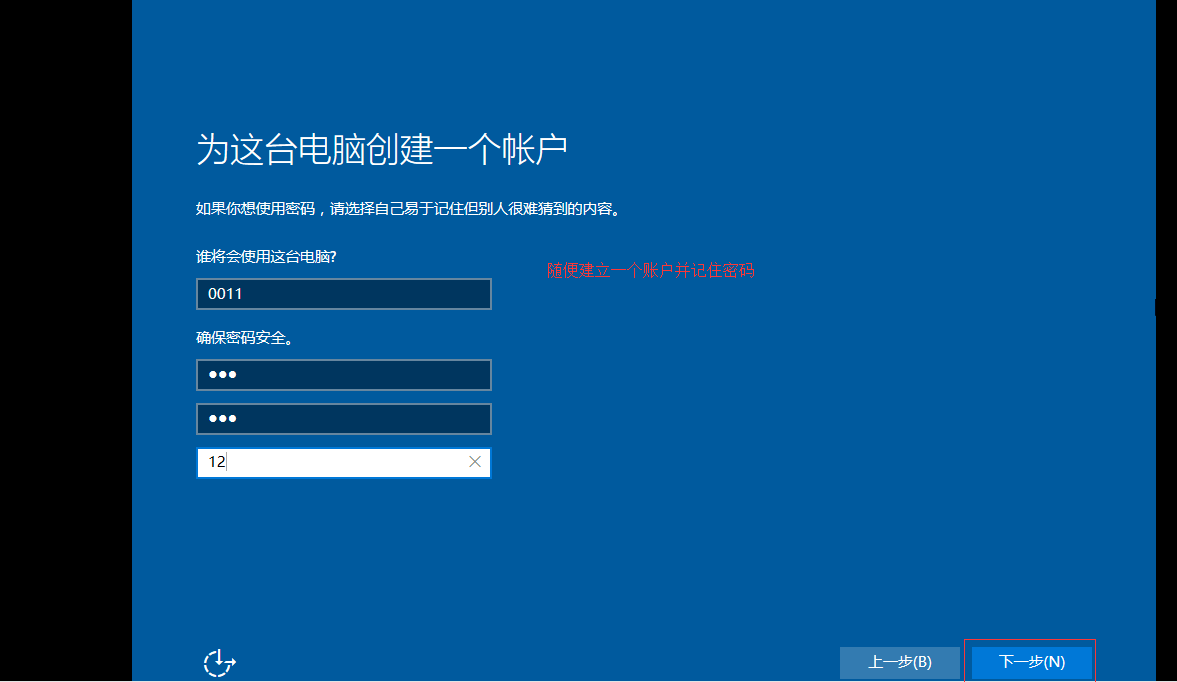 为这台电脑创建一个帐户
如果你想使用密码，请选择自己易于记住但别人很难猜到的内容。
谁将会使用这台电脑?
随便建立一个账户并记住密码
0011
确保密码安全。
●●●
●●●
12
上一步(B)
下一步(N)